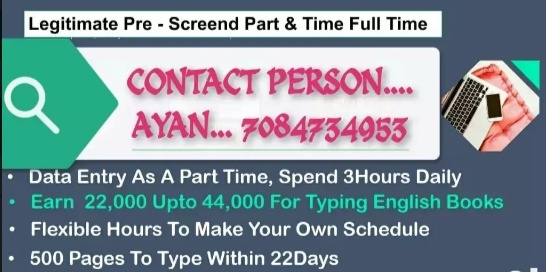 Legitimate Pre - Screend Part & Time Full Time
CONTACT PERSON....
AYAN... 7084734953
• Data Entry As A Part Time, Spend 3Hours Daily
• Earn 22,000 Upto 44,000 For Typing English Books
• Flexible Hours To Make Your Own Schedule
• 500 Pages To Type Within 22Days